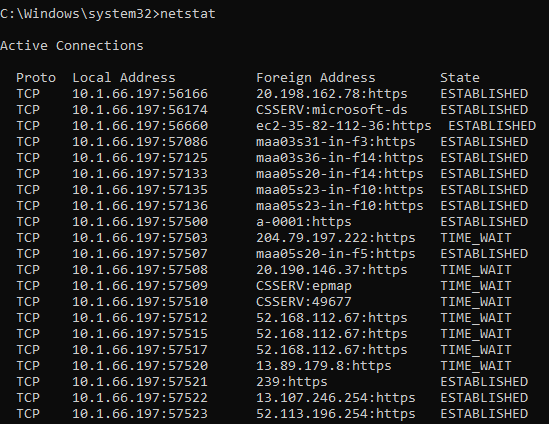 C:\Windows\system32>netstat
Active Connections
Proto  Local Address          Foreign Address        State
TCP    10.1.66.197:56166      20.198.162.78:https    ESTABLISHED
TCP    10.1.66.197:56174      CSSERV:microsoft-ds    ESTABLISHED
TCP    10.1.66.197:56660      ec2-35-82-112-36:https  ESTABLISHED
TCP    10.1.66.197:57086      maa03s31-in-f3:https   ESTABLISHED
TCP    10.1.66.197:57125      maa03s36-in-f14:https  ESTABLISHED
TCP    10.1.66.197:57133      maa05s20-in-f14:https  ESTABLISHED
TCP    10.1.66.197:57135      maa05s23-in-f10:https  ESTABLISHED
TCP    10.1.66.197:57136      maa05s23-in-f10:https  ESTABLISHED
TCP    10.1.66.197:57500      a-0001:https           ESTABLISHED
TCP    10.1.66.197:57503      204.79.197.222:https   TIME_WAIT
TCP    10.1.66.197:57507      maa05s20-in-f5:https   ESTABLISHED
TCP    10.1.66.197:57508      20.190.146.37:https    TIME_WAIT
TCP    10.1.66.197:57509      CSSERV:epmap           TIME_WAIT
TCP    10.1.66.197:57510      CSSERV:49677           TIME_WAIT
TCP    10.1.66.197:57512      52.168.112.67:https    TIME_WAIT
TCP    10.1.66.197:57515      52.168.112.67:https    TIME_WAIT
TCP    10.1.66.197:57517      52.168.112.67:https    TIME_WAIT
TCP    10.1.66.197:57520      13.89.179.8:https      TIME_WAIT
TCP    10.1.66.197:57521      239:https              ESTABLISHED
TCP    10.1.66.197:57522      13.107.246.254:https   ESTABLISHED
TCP    10.1.66.197:57523      52.113.196.254:https   ESTABLISHED